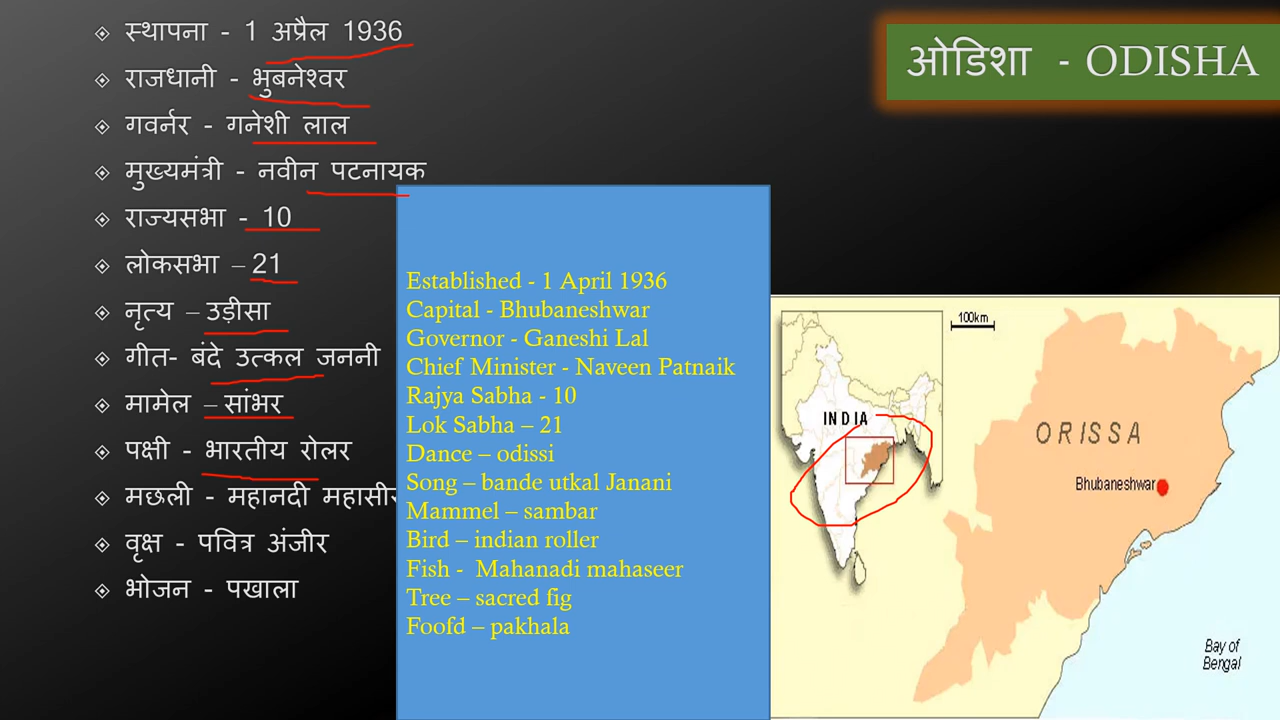 ओडिशा - ODISHA
स्थापना - 1 अप्रैल 1936
राजधानी - भुबनेश्वर
गवर्नर - गनेशी लाल
मुख्यमंत्री - नवीन पटनायक
राज्यसभा - 10
लोकसभा – 21
नृत्य – उड़ीसा
गीत- बंदे उत्कल जननी
मामेल – सांभर
पक्षी - भारतीय रोलर
मछली - महानदी महासीर
वृक्ष - पवित्र अंजीर
भोजन - पखाला
Established - 1 April 1936
Capital - Bhubaneshwar
Governor - Ganeshi Lal
Chief Minister - Naveen Patnaik
Rajya Sabha - 10
Lok Sabha – 21
Dance – odissi
Song – bande utkal Janani
Mammel – sambar
Bird – indian roller
Fish - Mahanadi mahaseer
Tree – sacred fig
Foofd – pakhala
100km
INDIA
ORISSA
Bhubaneshwar
Bay of
Bengal